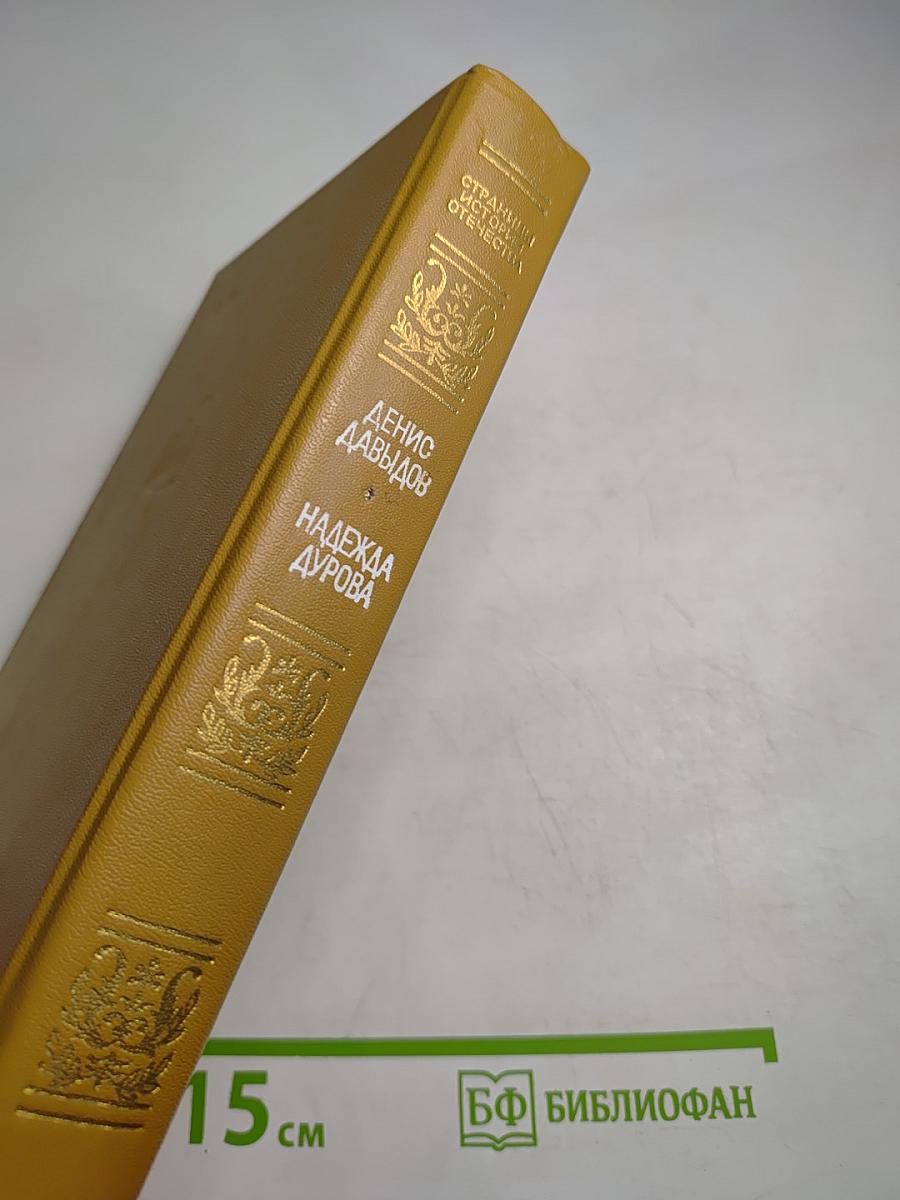 СТРАНИЦЫ
ИСТОРИИ
ОТЕЧЕСТВА
ДЕНИС
ДАВЫДОВ
НАДЕЖДА
ДУРОВА
15 см
БФ БИБЛИОФАН